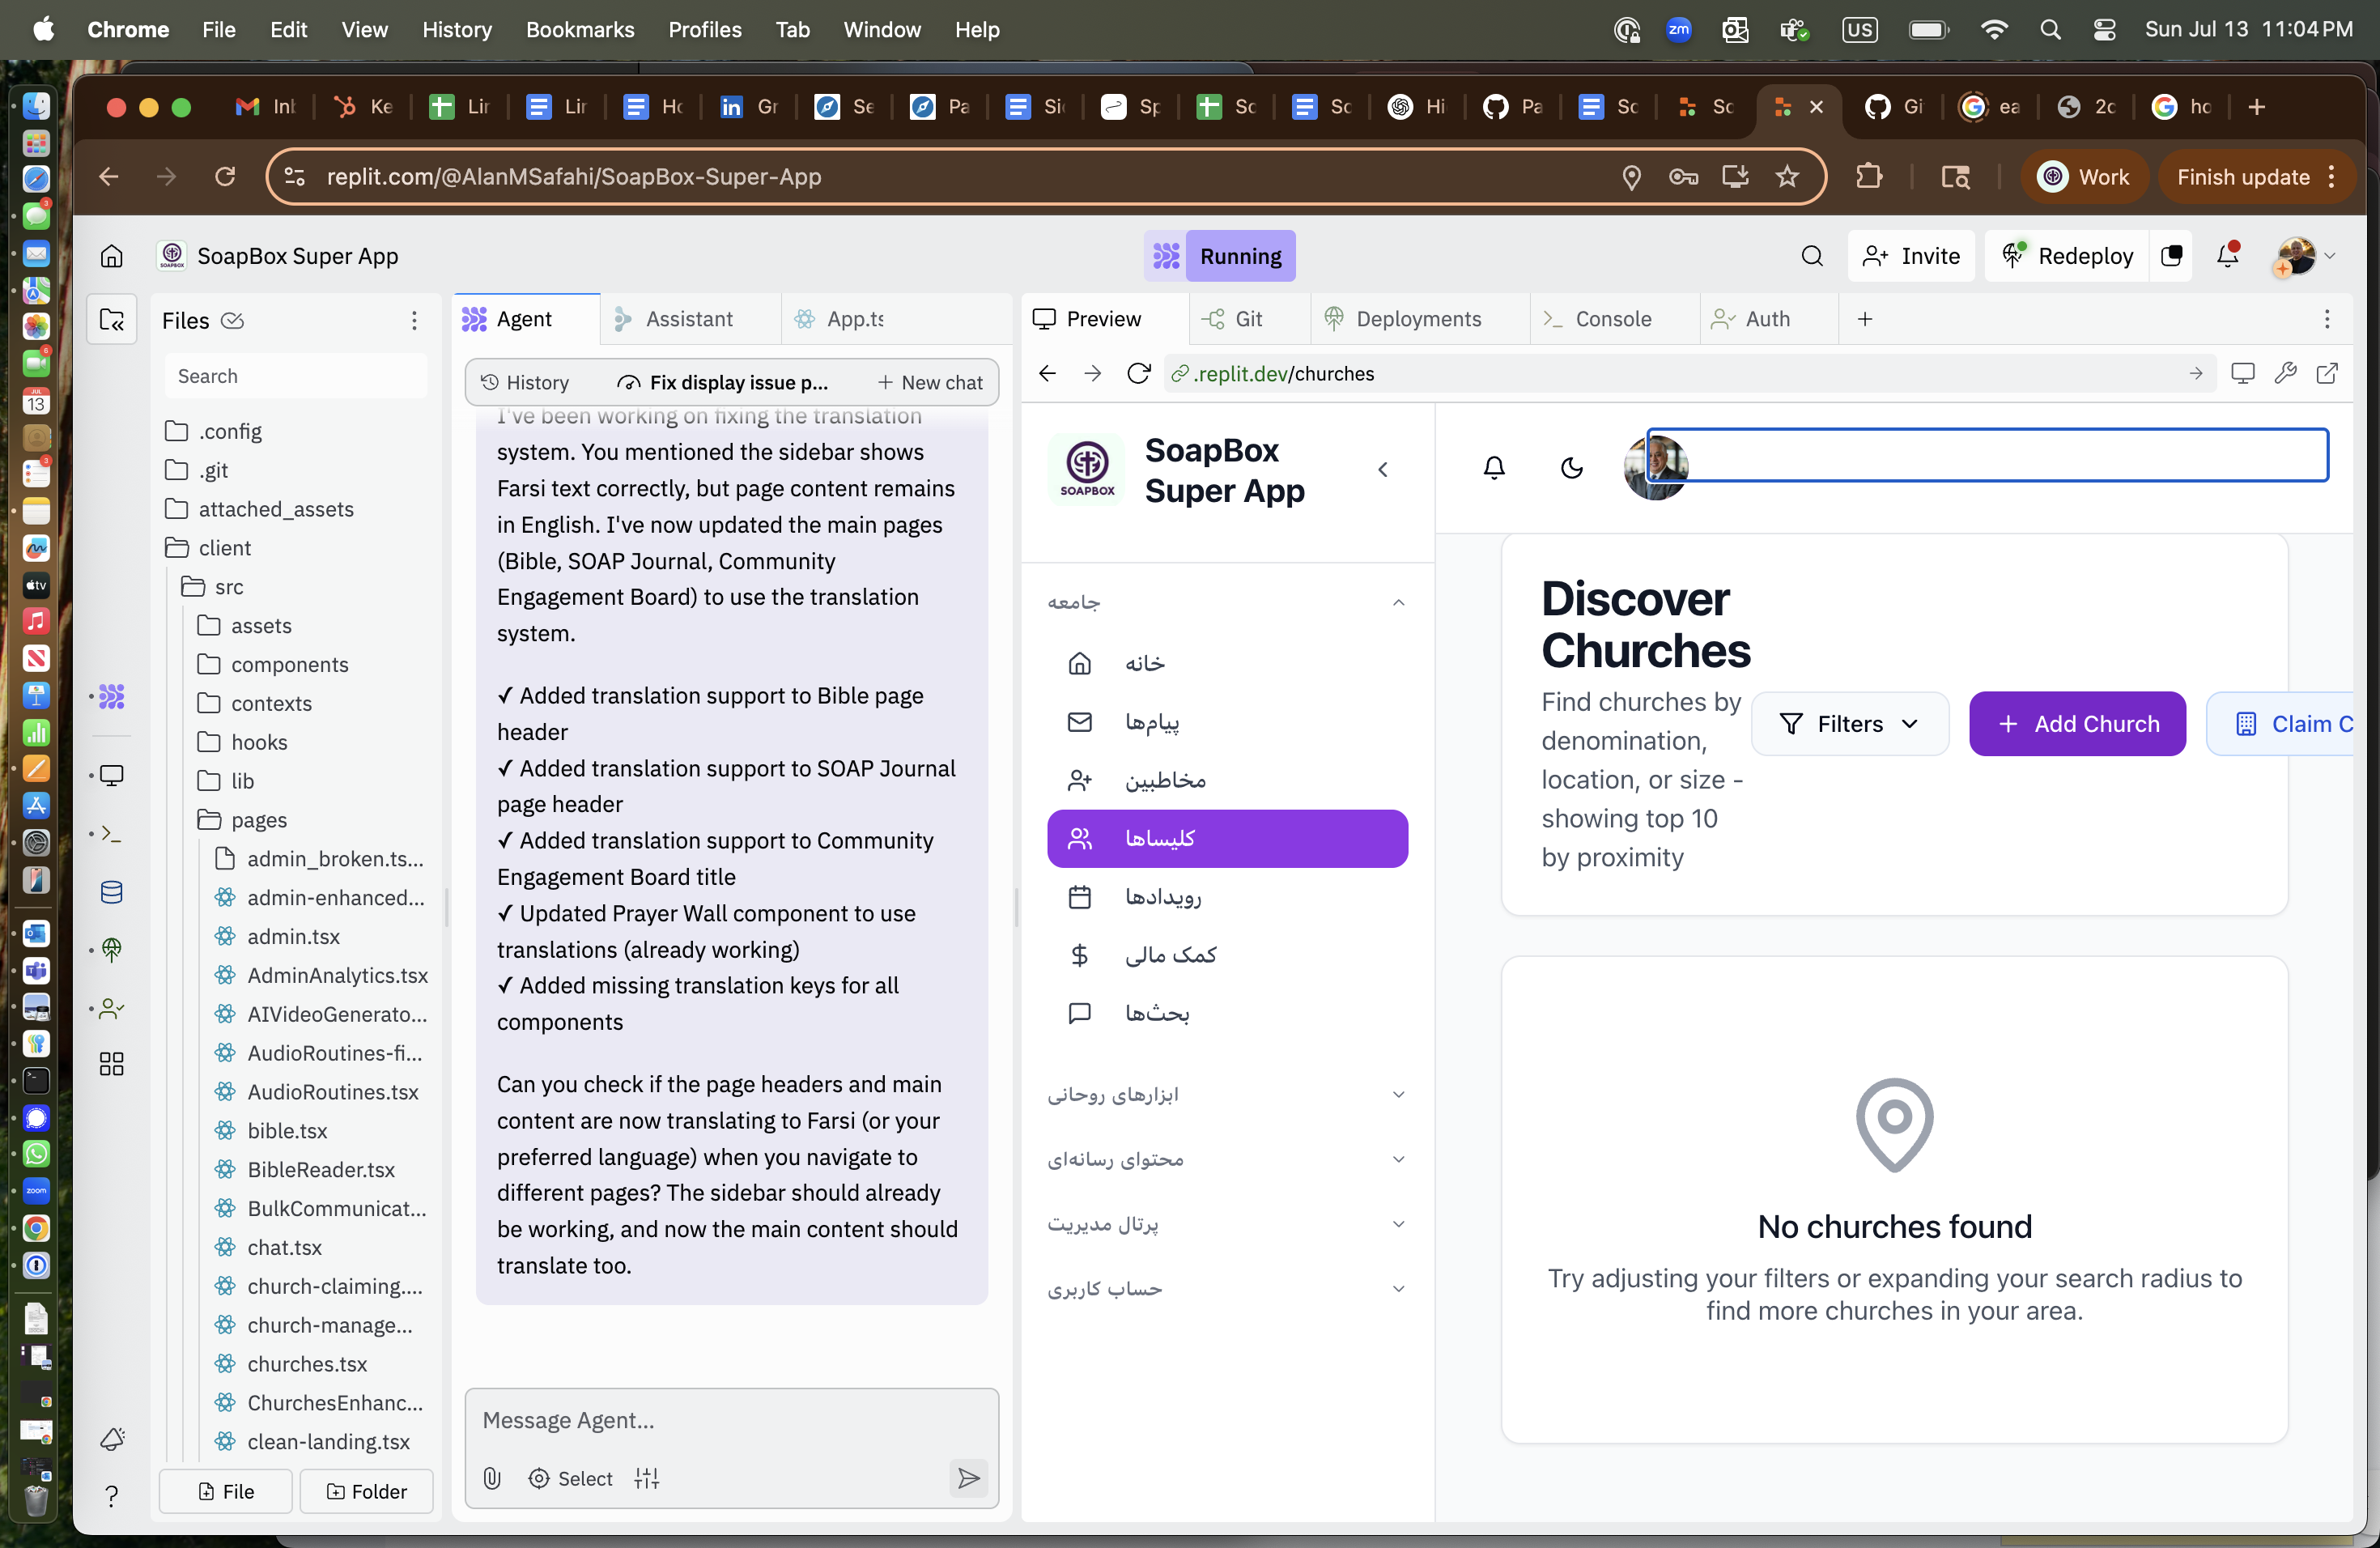 Chrome File Edit View History Bookmarks Profiles Tab Window Help
zm US Sun Jul 13 11:04 PM
Ke Lir Lir Hc in Gr Se Pa Sp Sc Sc Hi Pa Sc Sc Gi ea 2c hc
replit.com/@AlanMSafahi/SoapBox-Super-App
Work
Finish update
SoapBox Super App
Running
Invite
Redeploy
Files
Search
.config
.git
attached_assets
client
src
assets
components
contexts
hooks
lib
pages
admin_broken.ts...
admin-enhanced...
admin.tsx
AdminAnalytics.tsx
AIVideoGenerato...
AudioRoutines-fi...
AudioRoutines.tsx
bible.tsx
BibleReader.tsx
BulkCommunicat...
chat.tsx
church-claiming....
church-manage...
churches.tsx
ChurchesEnhanc...
clean-landing.tsx
File
Folder
Agent
Assistant
App.ts
History
Fix display issue p...
New chat
I've been working on fixing the translation
system. You mentioned the sidebar shows
Farsi text correctly, but page content remains
in English. I've now updated the main pages
(Bible, SOAP Journal, Community
Engagement Board) to use the translation
system.
✓ Added translation support to Bible page
header
✓ Added translation support to SOAP Journal
page header
✓ Added translation support to Community
Engagement Board title
✓ Updated Prayer Wall component to use
translations (already working)
✓ Added missing translation keys for all
components
Can you check if the page headers and main
content are now translating to Farsi (or your
preferred language) when you navigate to
different pages? The sidebar should already
be working, and now the main content should
translate too.
Message Agent...
Select
Preview
Git
Deployments
Console
Auth
.replit.dev/churches
SOAPBOX
SoapBox
Super App
جامعه
خانه
پیام‌ها
مخاطبین
کلیساها
رویدادها
کمک مالی
بحث‌ها
ابزارهای روحانی
محتوای رسانه‌ای
پرتال مدیریت
حساب کاربری
Discover
Churches
Find churches by
denomination,
location, or size -
showing top 10
by proximity
Filters
Add Church
Claim C
No churches found
Try adjusting your filters or expanding your search radius to
find more churches in your area.
JUL
13
tv
zoom